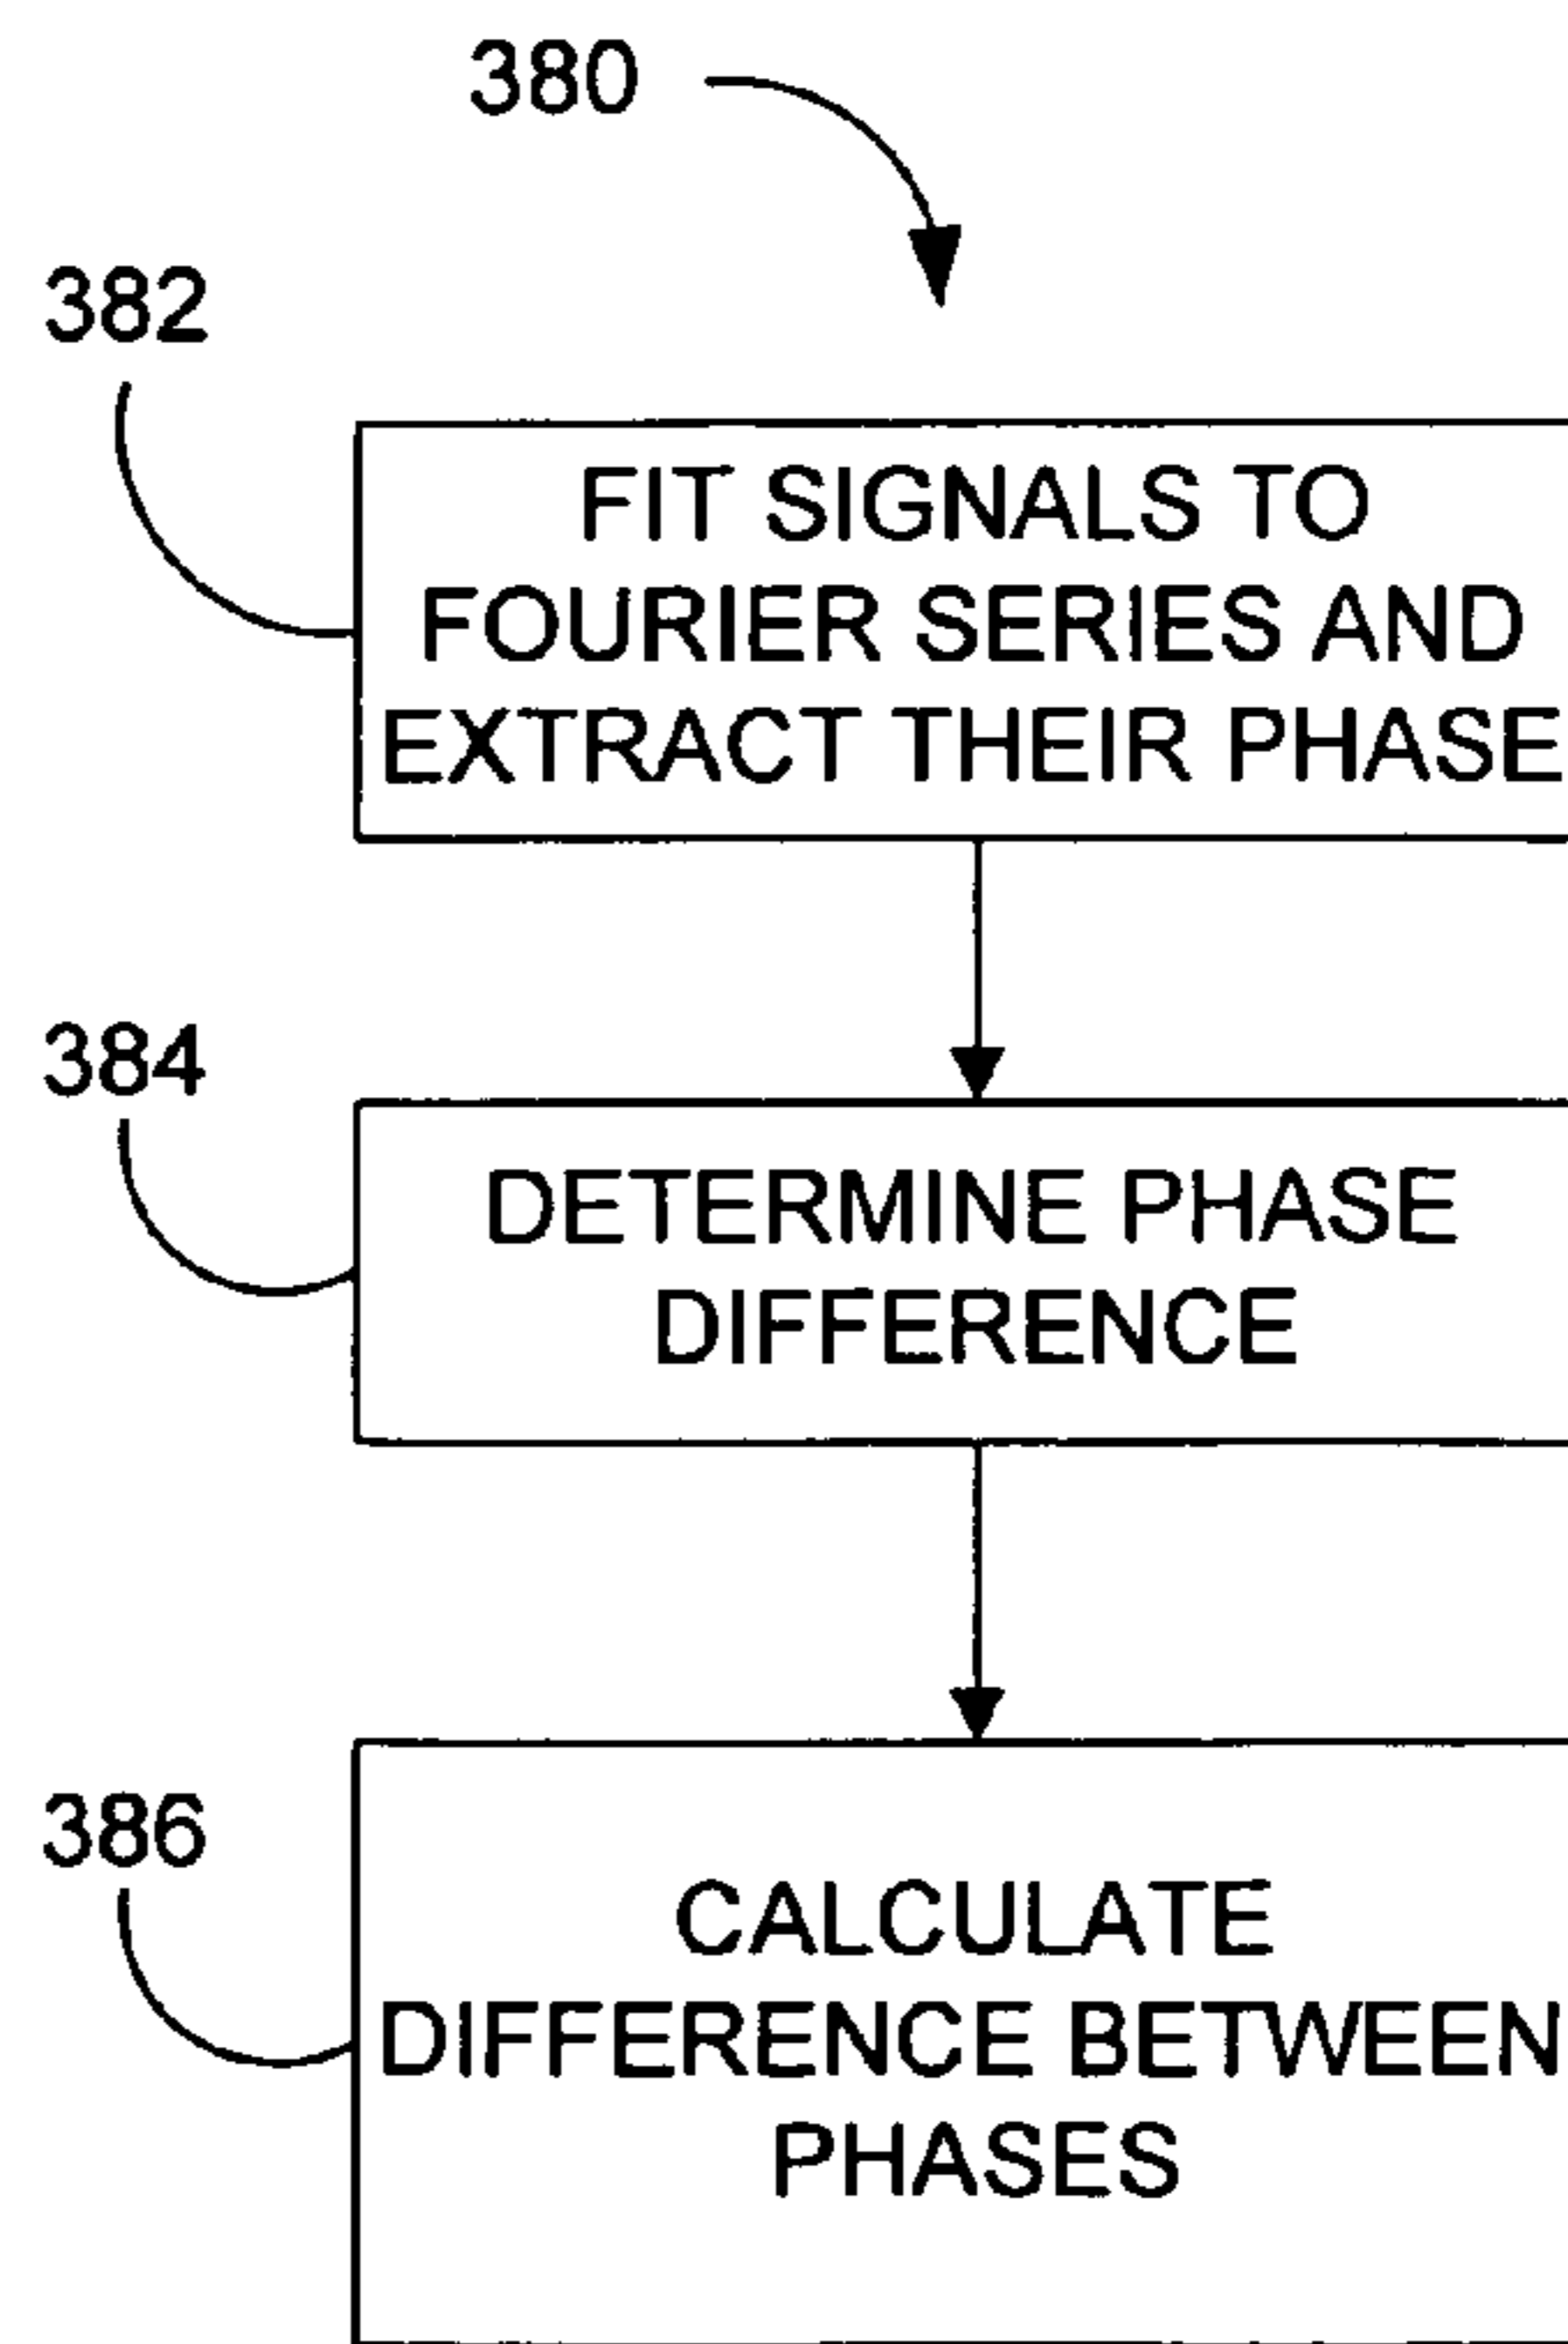 380
382
FIT SIGNALS TO
FOURIER SERIES AND
EXTRACT THEIR PHASE
384
DETERMINE PHASE
DIFFERENCE
386
CALCULATE
DIFFERENCE BETWEEN
PHASES